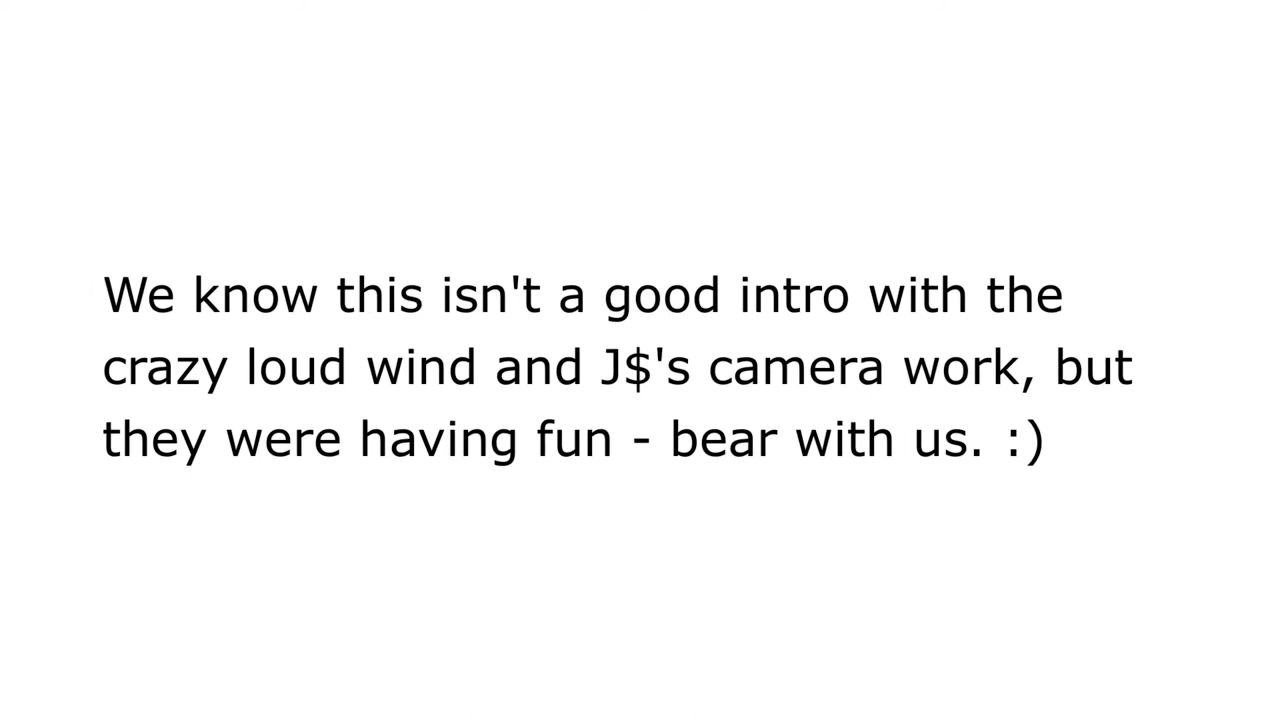 We know this isn't a good intro with the
crazy loud wind and J$'s camera work, but
they were having fun - bear with us. :)